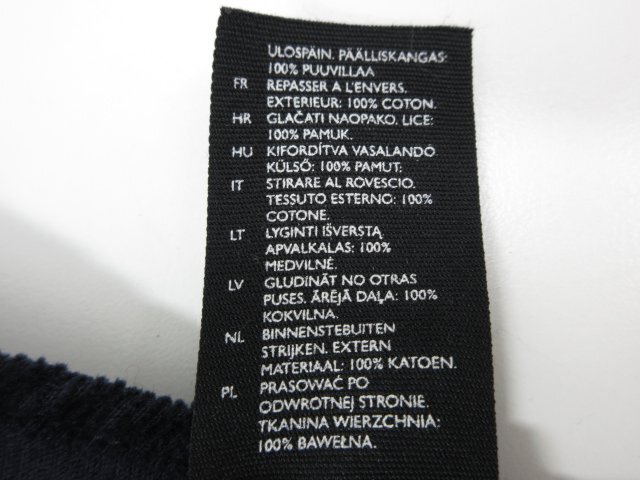 ULOSPÄIN. PÄÄLLISKANGAS:
100% PUUVILLAA
FR REPASSER A L'ENVERS.
EXTERIEUR: 100% COTON.
HR GLAČATI NAOPAKO. LICE:
100% PAMUK.
HU KIFORDÍTVA VASALANDÓ
KÜLSŐ: 100% PAMUT;
IT STIRARE AL ROVESCIO.
TESSUTO ESTERNO: 100%
COTONE.
LT LYGINTI IŠVERSTĄ
APVALKALAS: 100%
MEDVILNĖ.
LV GLUDINĀT NO OTRAS
PUSES. ĀRĒJĀ DAĻA: 100%
KOKVILNA.
NL BINNENSTEBUITEN
STRIJKEN. EXTERN
MATERIAAL: 100% KATOEN.
PL PRASOWAĆ PO
ODWROTNEJ STRONIE.
TKANINA WIERZCHNIA:
100% BAWEŁNA.